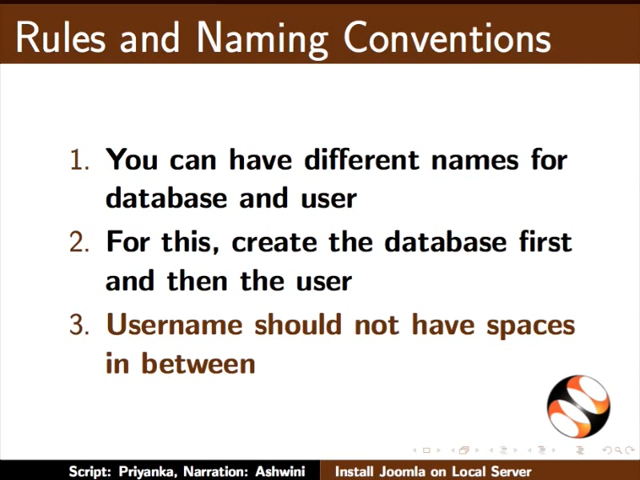 Rules and Naming Conventions
1. You can have different names for
database and user
2. For this, create the database first
and then the user
3. Username should not have spaces
in between
Script: Priyanka, Narration: Ashwini Install Joomla on Local Server